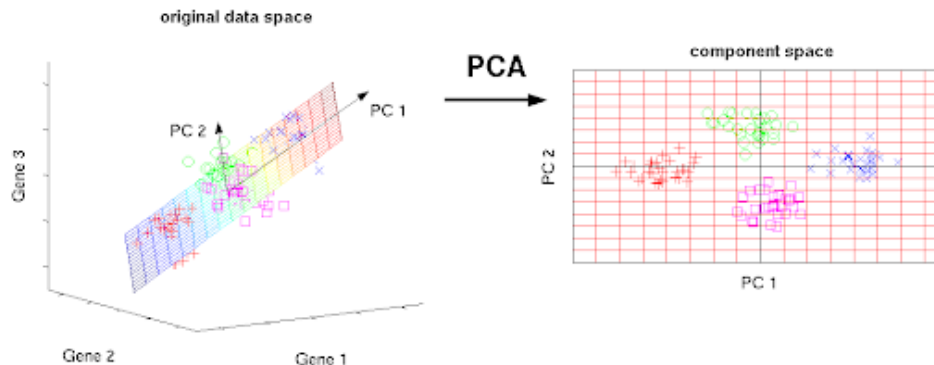 original data space
PC 1
PC 2
Gene 3
Gene 2
Gene 1
PCA
component space
PC 2
PC 1